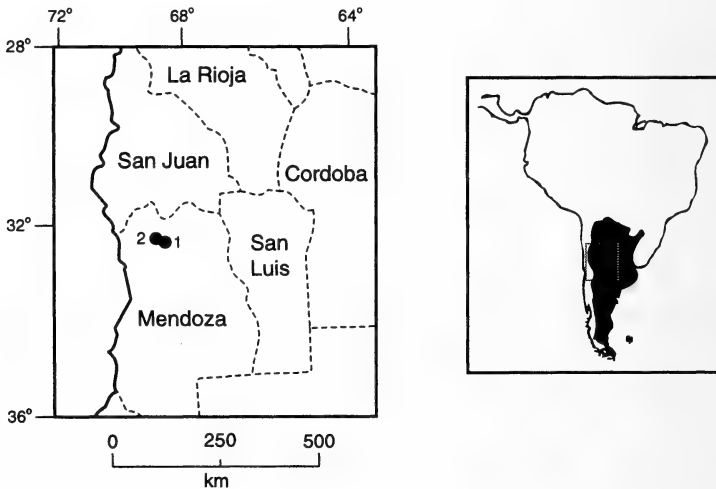 72° 68° 64°
28°
La Rioja
San Juan
Cordoba
32°
2 1
San
Luis
Mendoza
36°
0 250 500
km